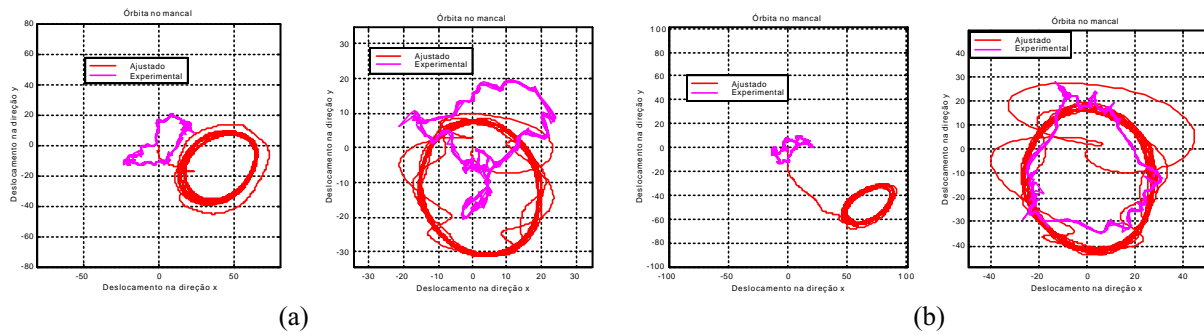 Órbita no mancal
80
60
40
20
0
-20
-40
-60
-80
-50
0
50
Deslocamento na direção y
Deslocamento na direção x
Ajustado
Experimental
Órbita no mancal
30
20
10
0
-10
-20
-30
-30
-20
-10
0
10
20
30
Deslocamento na direção y
Deslocamento na direção x
Ajustado
Experimental
(a)
Órbita no mancal
100
80
60
40
20
0
-20
-40
-60
-80
-100
-100
-50
0
50
100
Deslocamento na direção y
Deslocamento na direção x
Ajustado
Experimental
Órbita no mancal
40
30
20
10
0
-10
-20
-30
-40
-40
-20
0
20
40
Deslocamento na direção y
Deslocamento na direção x
Ajustado
Experimental
(b)